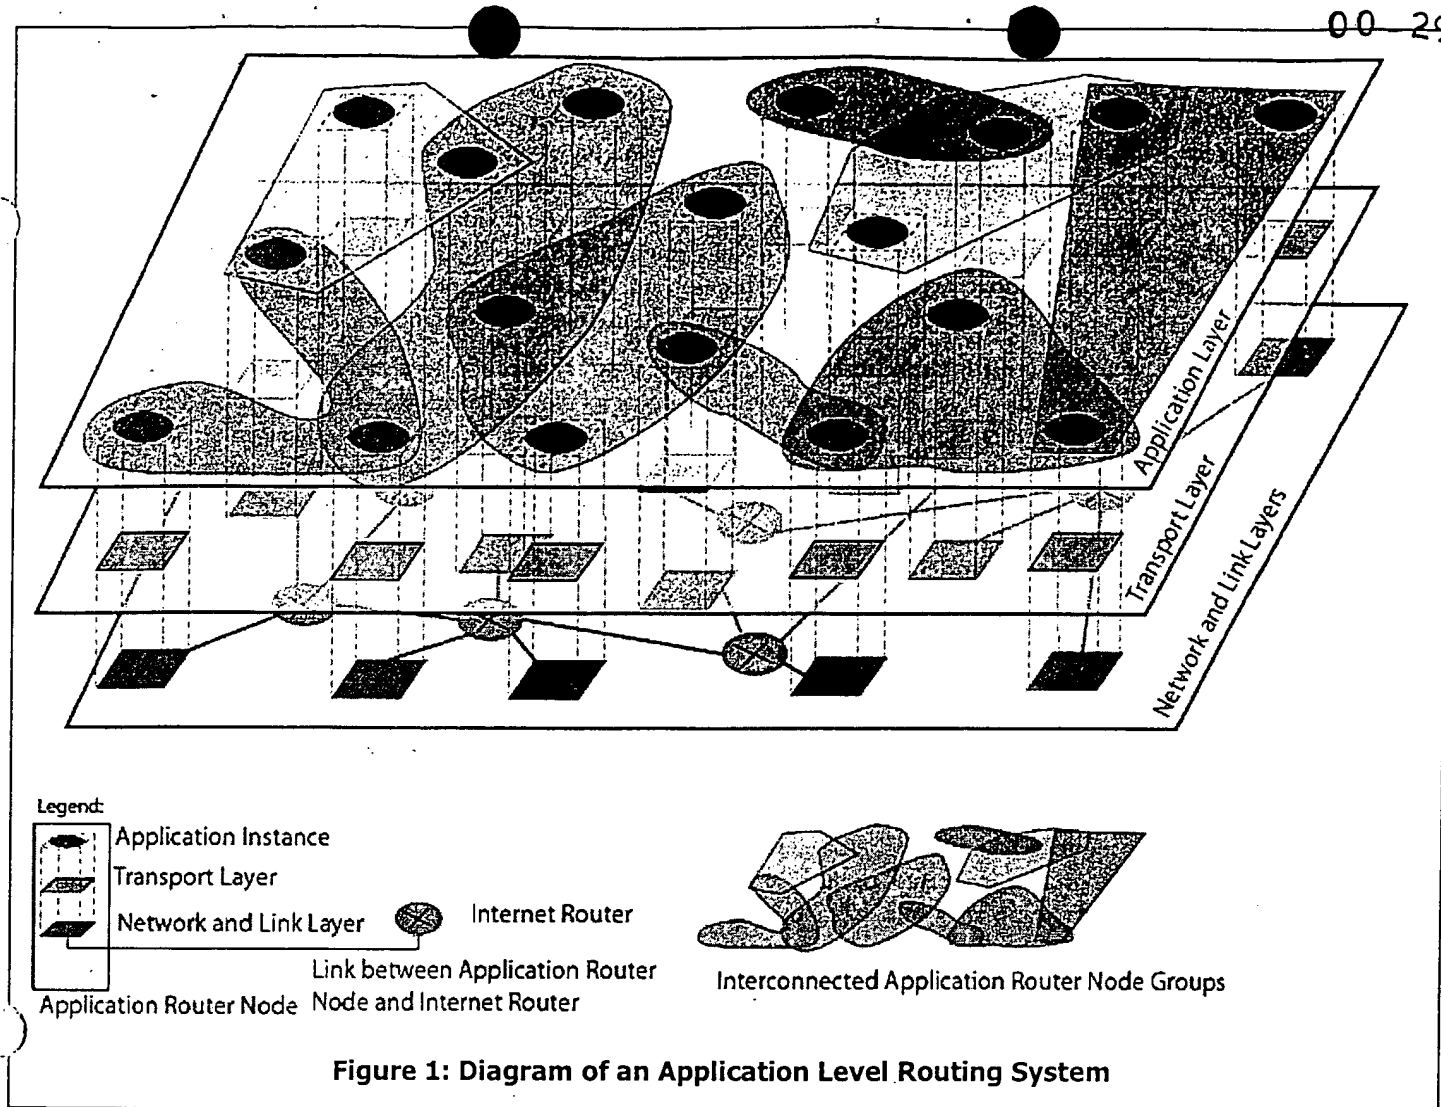 00 29
Application Layer
Transport Layer
Network and Link Layers
Legend:
Application Instance
Transport Layer
Network and Link Layer
Internet Router
Link between Application Router
Node and Internet Router
Application Router Node
Interconnected Application Router Node Groups
Figure 1: Diagram of an Application Level Routing System